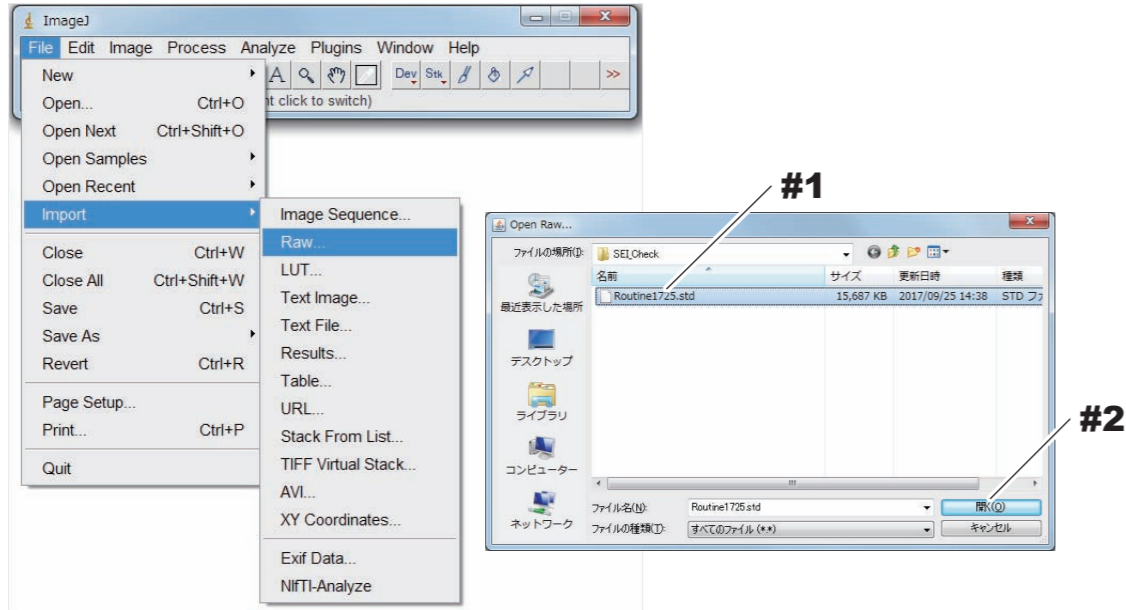 ImageJ
File Edit Image Process Analyze Plugins Window Help
A Dev Stk >>
nt click to switch)
New
Open... Ctrl+O
Open Next Ctrl+Shift+O
Open Samples
Open Recent
Import
Close Ctrl+W
Close All Ctrl+Shift+W
Save Ctrl+S
Save As
Revert Ctrl+R
Page Setup...
Print... Ctrl+P
Quit
Image Sequence...
Raw...
LUT...
Text Image...
Text File...
Results...
Table...
URL...
Stack From List...
TIFF Virtual Stack...
AVI...
XY Coordinates...
Exif Data...
NIfTI-Analyze
#1
Open Raw...
ファイルの場所(I):
SEI_Check
名前 サイズ 更新日時 種類
Routine1725.std 15,687 KB 2017/09/25 14:38 STD ファ
最近表示した場所
デスクトップ
ライブラリ
コンピューター
ネットワーク
#2
ファイル名(N): Routine1725.std 開く(O)
ファイルの種類(T): すべてのファイル (*.*) キャンセル